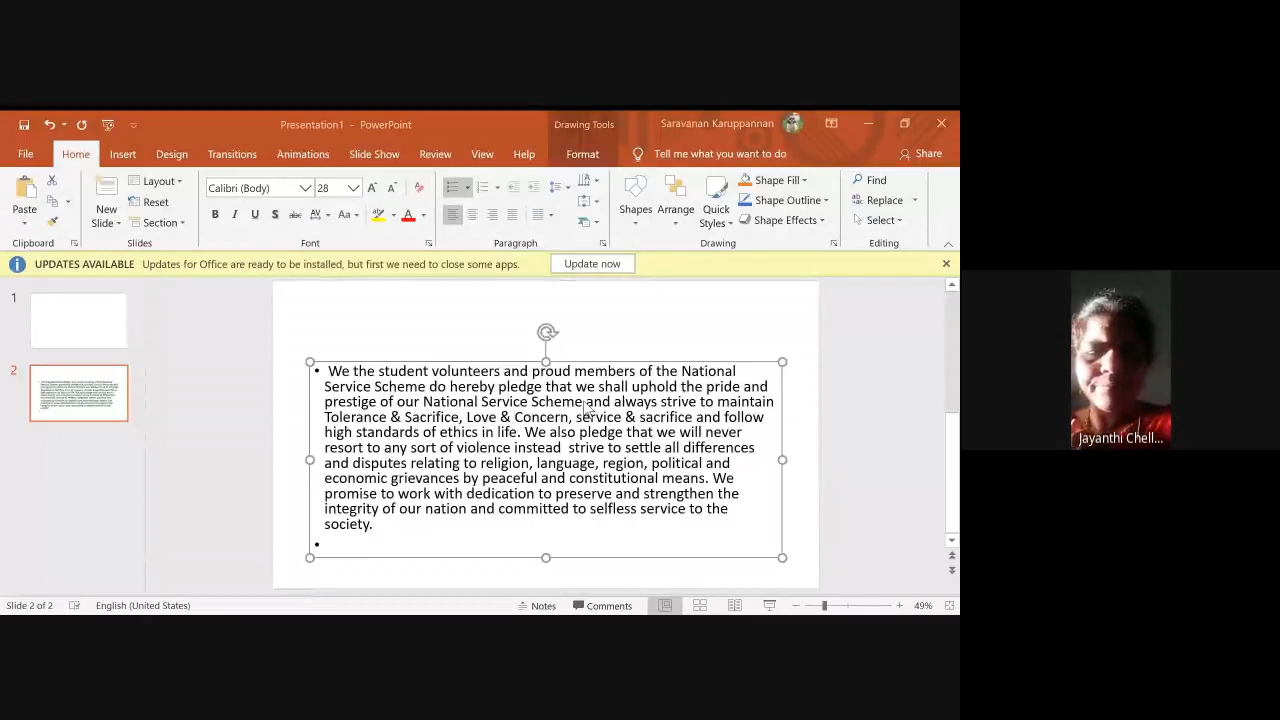 Presentation1 - PowerPoint
Drawing Tools
Saravanan Karuppannan
File Home Insert Design Transitions Animations Slide Show Review View Help Format Tell me what you want to do Share
Paste
Clipboard
New Slide
Layout
Reset
Section
Slides
Calibri (Body) 28
B I U S abc AV Aa A
Font
Paragraph
Shapes
Arrange
Quick Styles
Shape Fill
Shape Outline
Shape Effects
Drawing
Find
Replace
Select
Editing
UPDATES AVAILABLE Updates for Office are ready to be installed, but first we need to close some apps. Update now
1
2
• We the student volunteers and proud members of the National
Service Scheme do hereby pledge that we shall uphold the pride and
prestige of our National Service Scheme and always strive to maintain
Tolerance & Sacrifice, Love & Concern, service & sacrifice and follow
high standards of ethics in life. We also pledge that we will never
resort to any sort of violence instead  strive to settle all differences
and disputes relating to religion, language, region, political and
economic grievances by peaceful and constitutional means. We
promise to work with dedication to preserve and strengthen the
integrity of our nation and committed to selfless service to the
society.
•
Jayanthi Chell...
Slide 2 of 2 English (United States) Notes Comments 49%